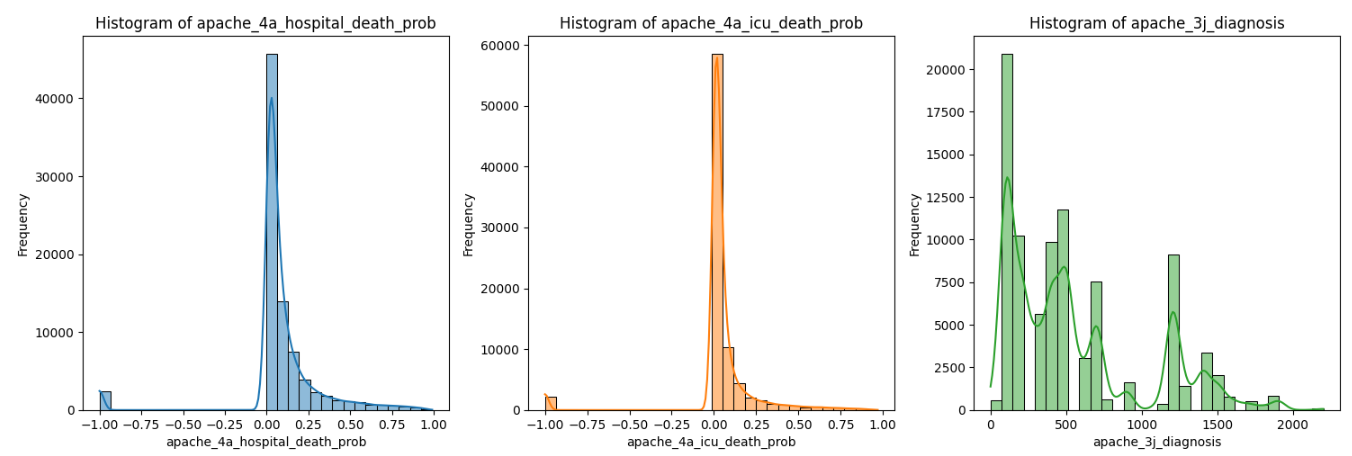 Histogram of apache_4a_hospital_death_prob
Frequency
40000
30000
20000
10000
0
−1.00 −0.75 −0.50 −0.25 0.00 0.25 0.50 0.75 1.00
apache_4a_hospital_death_prob
Histogram of apache_4a_icu_death_prob
Frequency
60000
50000
40000
30000
20000
10000
0
−1.00 −0.75 −0.50 −0.25 0.00 0.25 0.50 0.75 1.00
apache_4a_icu_death_prob
Histogram of apache_3j_diagnosis
Frequency
20000
17500
15000
12500
10000
7500
5000
2500
0
0 500 1000 1500 2000
apache_3j_diagnosis